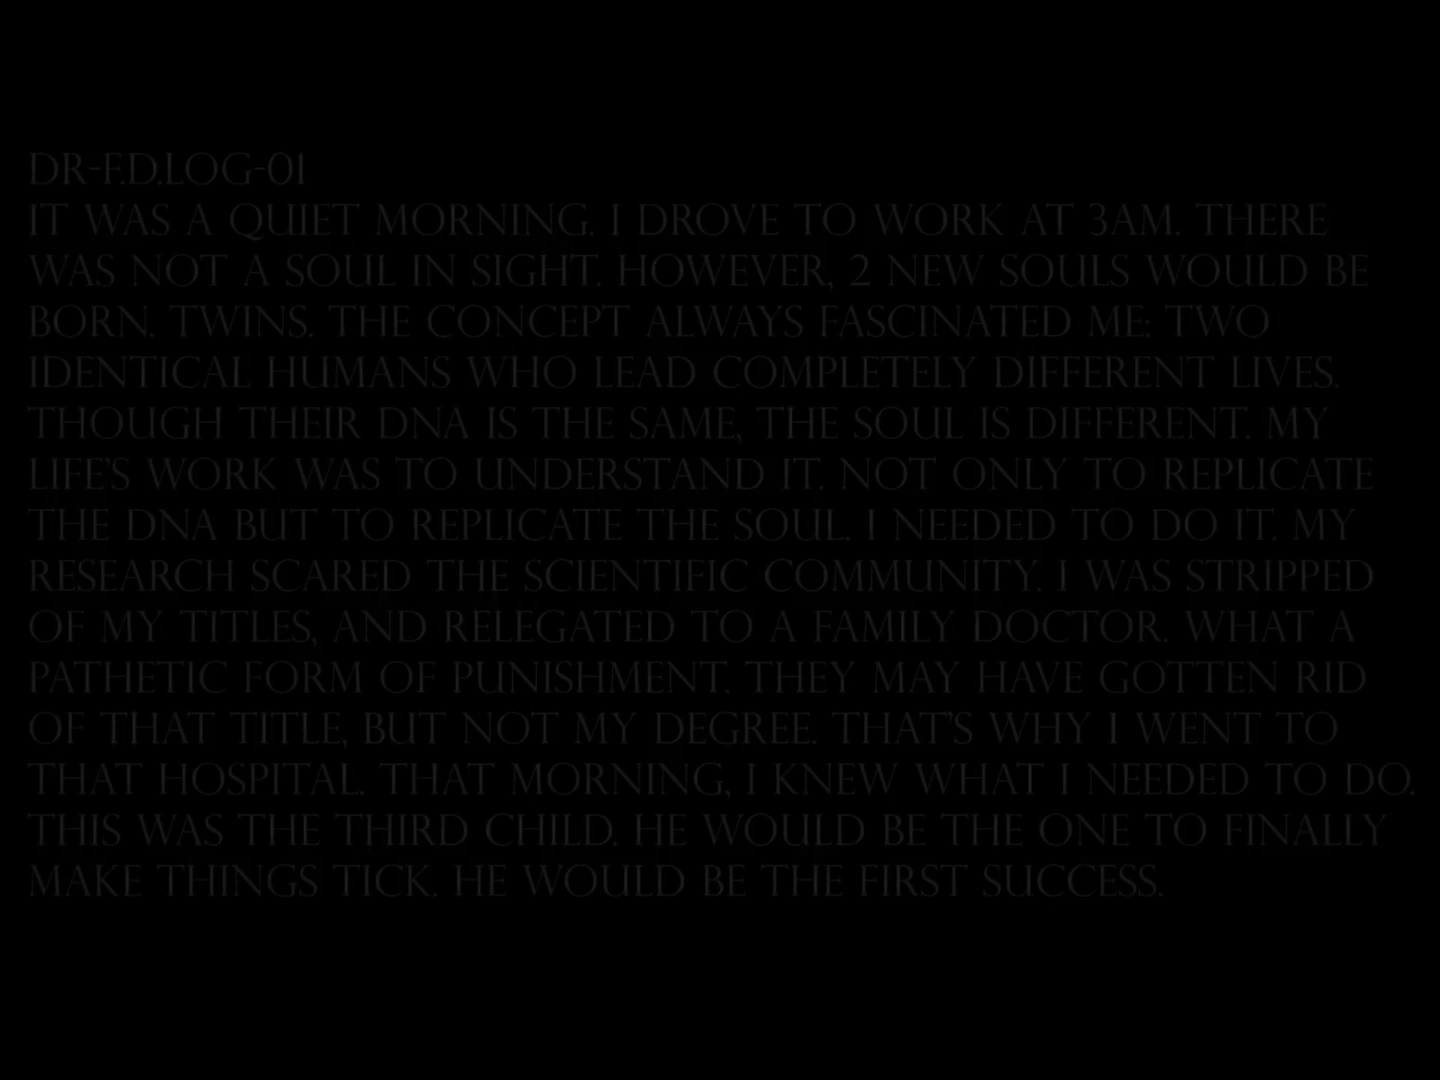 DR-F.D.LOG-01
IT WAS A QUIET MORNING. I DROVE TO WORK AT 3AM. THERE
WAS NOT A SOUL IN SIGHT. HOWEVER, 2 NEW SOULS WOULD BE
BORN. TWINS. THE CONCEPT ALWAYS FASCINATED ME: TWO
IDENTICAL HUMANS WHO LEAD COMPLETELY DIFFERENT LIVES.
THOUGH THEIR DNA IS THE SAME, THE SOUL IS DIFFERENT. MY
LIFE'S WORK WAS TO UNDERSTAND IT. NOT ONLY TO REPLICATE
THE DNA BUT TO REPLICATE THE SOUL. I NEEDED TO DO IT. MY
RESEARCH SCARED THE SCIENTIFIC COMMUNITY. I WAS STRIPPED
OF MY TITLES, AND RELEGATED TO A FAMILY DOCTOR. WHAT A
PATHETIC FORM OF PUNISHMENT. THEY MAY HAVE GOTTEN RID
OF THAT TITLE, BUT NOT MY DEGREE. THAT'S WHY I WENT TO
THAT HOSPITAL. THAT MORNING, I KNEW WHAT I NEEDED TO DO.
THIS WAS THE THIRD CHILD. HE WOULD BE THE ONE TO FINALLY
MAKE THINGS TICK. HE WOULD BE THE FIRST SUCCESS.